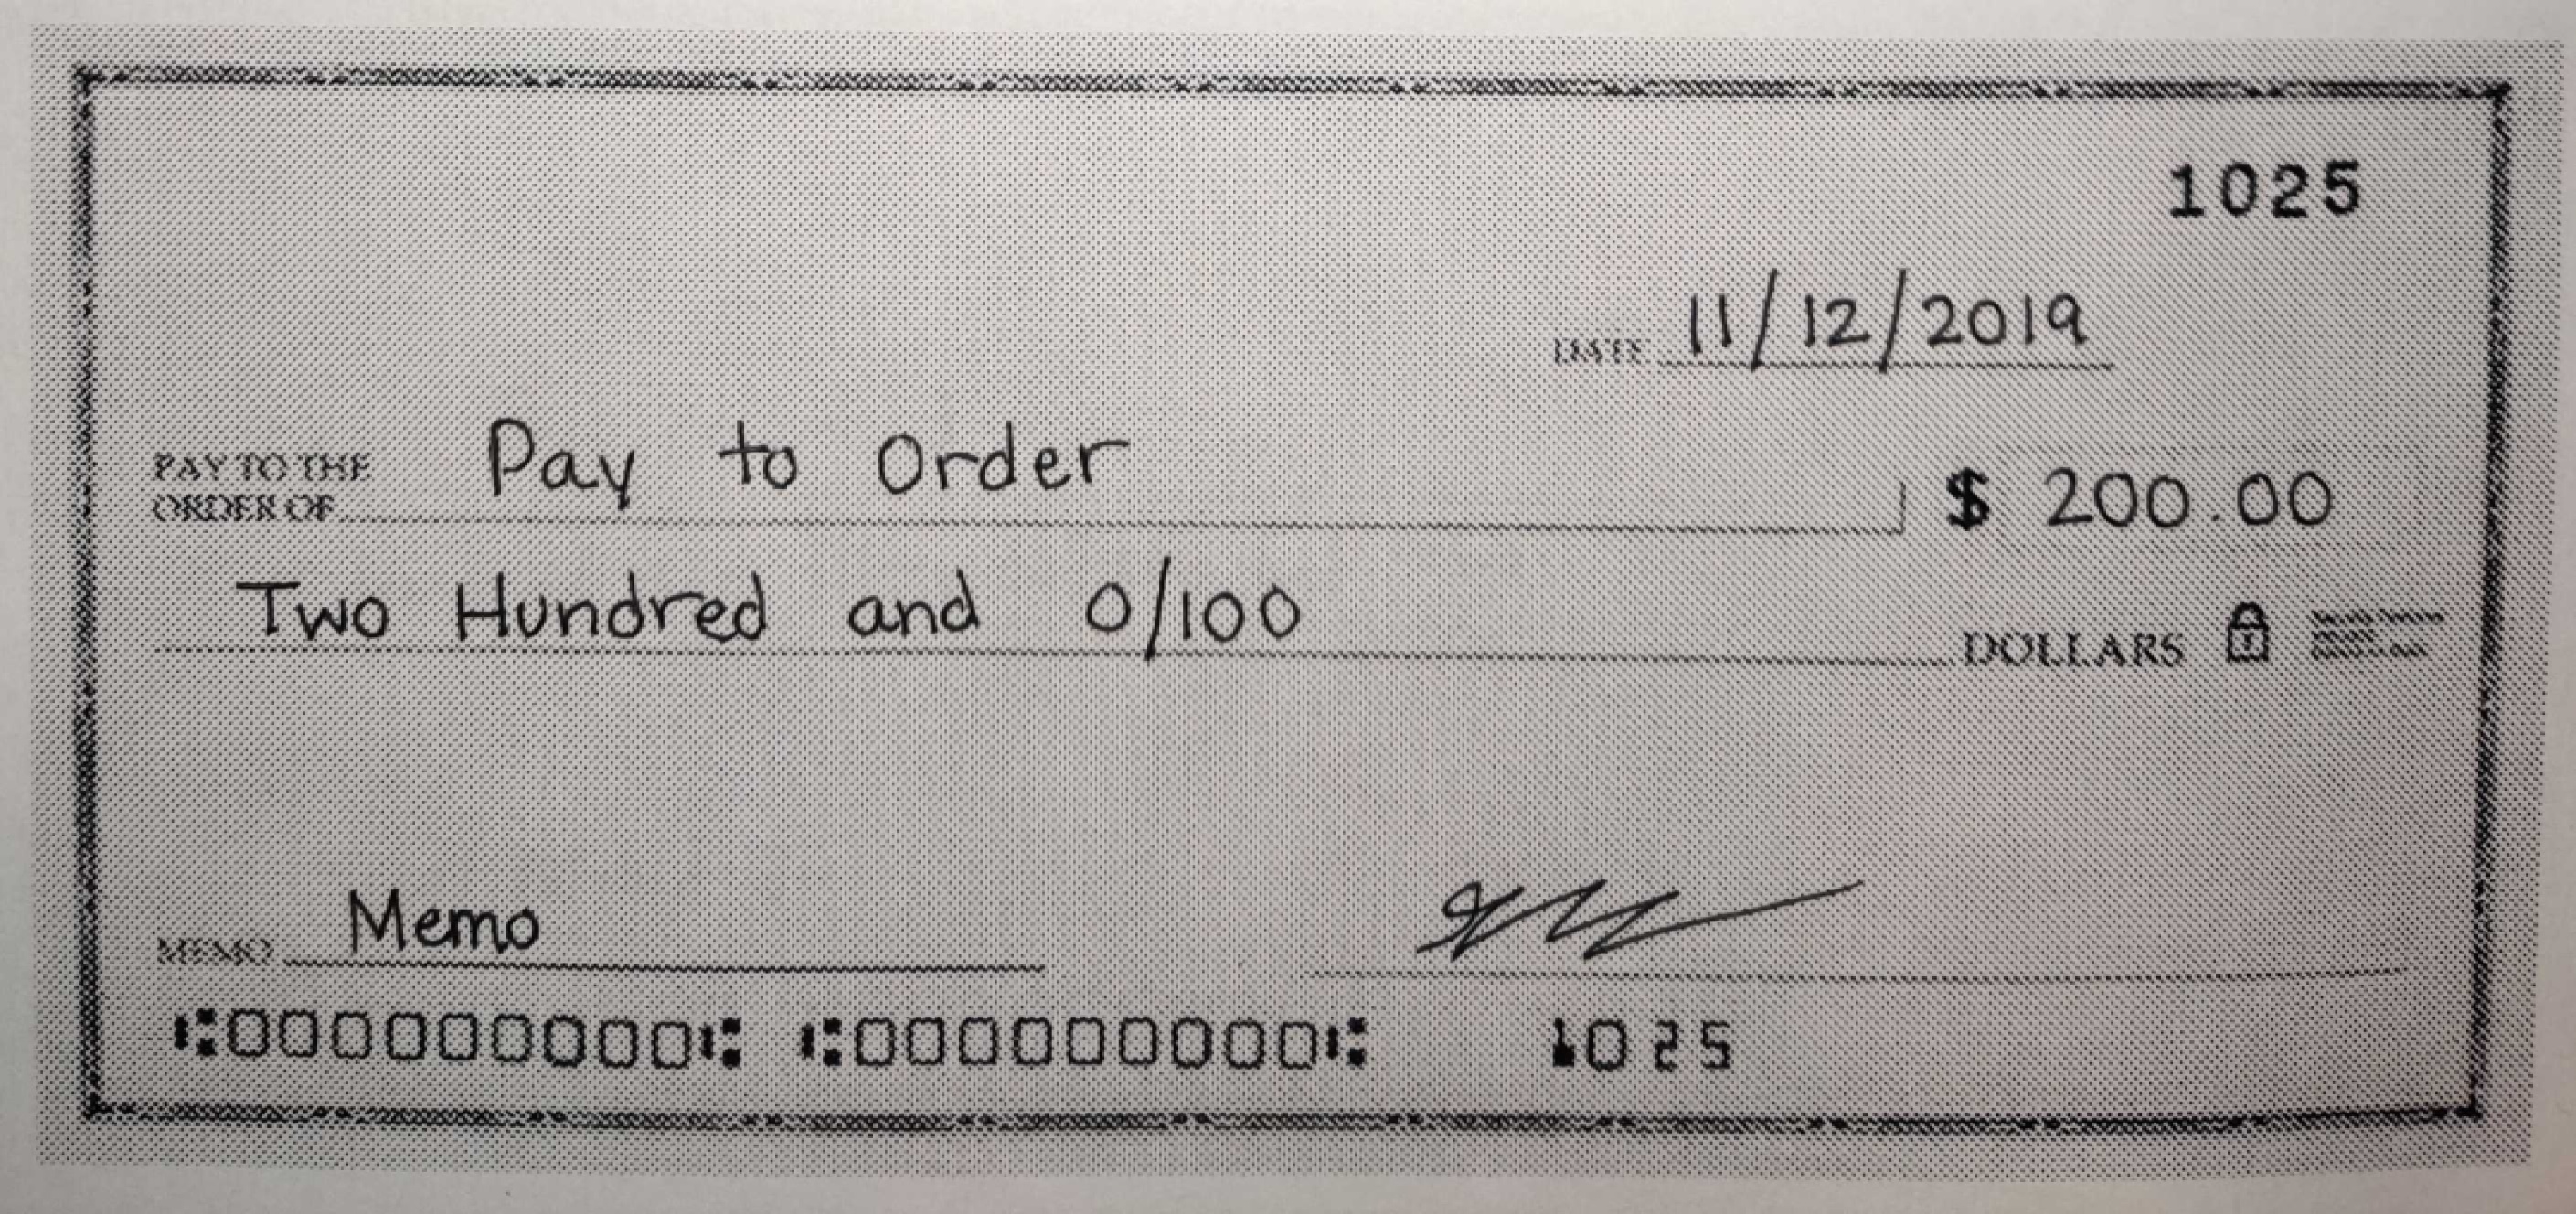 1025
DATE 11/12/2019
PAY TO THE
ORDER OF Pay to Order $ 200.00
Two Hundred and 0/100 DOLLARS
MEMO Memo
⑆000000000⑆ ⑆000000000⑆ 1025